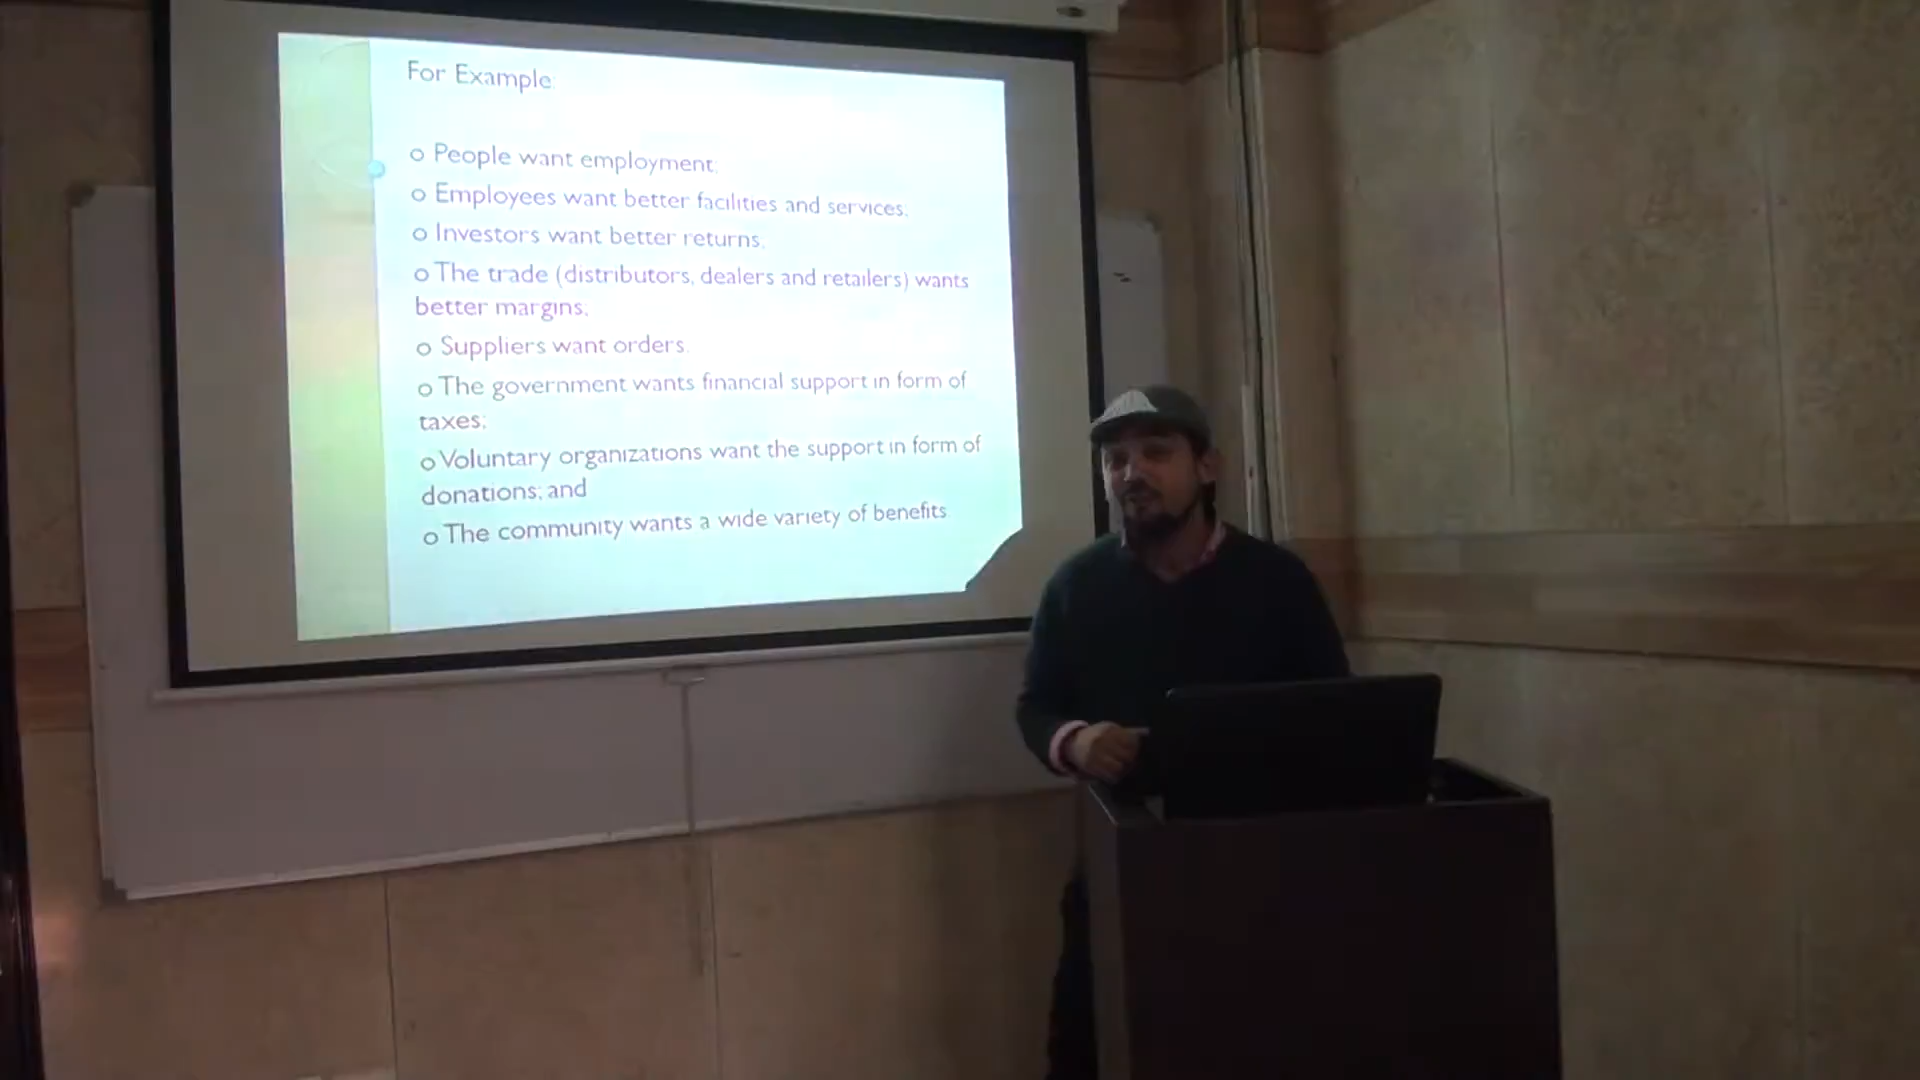 For Example:
o People want employment;
o Employees want better facilities and services.
o Investors want better returns.
o The trade (distributors, dealers and retailers) wants
better margins.
o Suppliers want orders.
o The government wants financial support in form of
taxes;
o Voluntary organizations want the support in form of
donations; and
o The community wants a wide variety of benefits